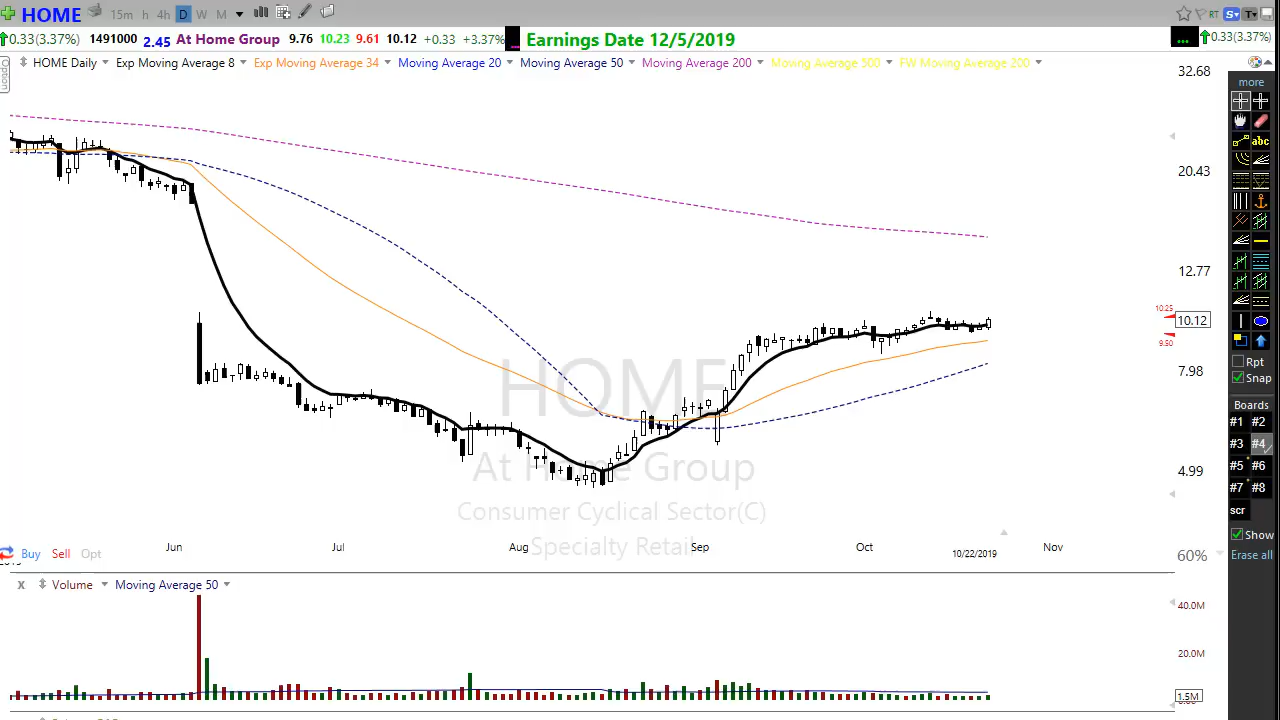 HOME 15m h 4h D W M RT S T
0.33(3.37%) 1491000 2.45 At Home Group 9.76 10.23 9.61 10.12 +0.33 +3.37% Earnings Date 12/5/2019 ... 0.33(3.37%)
Option
HOME Daily Exp Moving Average 8 Exp Moving Average 34 Moving Average 20 Moving Average 50 Moving Average 200 Moving Average 500 FW Moving Average 200
32.68
more
abc
20.43
12.77
10.25
10.12
9.50
7.98
4.99
HOME
At Home Group
Consumer Cyclical Sector(C)
Specialty Retail
Rpt
Snap
Boards
#1 #2
#3 #4
#5 #6
#7 #8
scr
Show
Erase all
Jun Jul Aug Sep Oct 10/22/2019 Nov
Buy Sell Opt
60%
X Volume Moving Average 50
40.0M
20.0M
1.5M